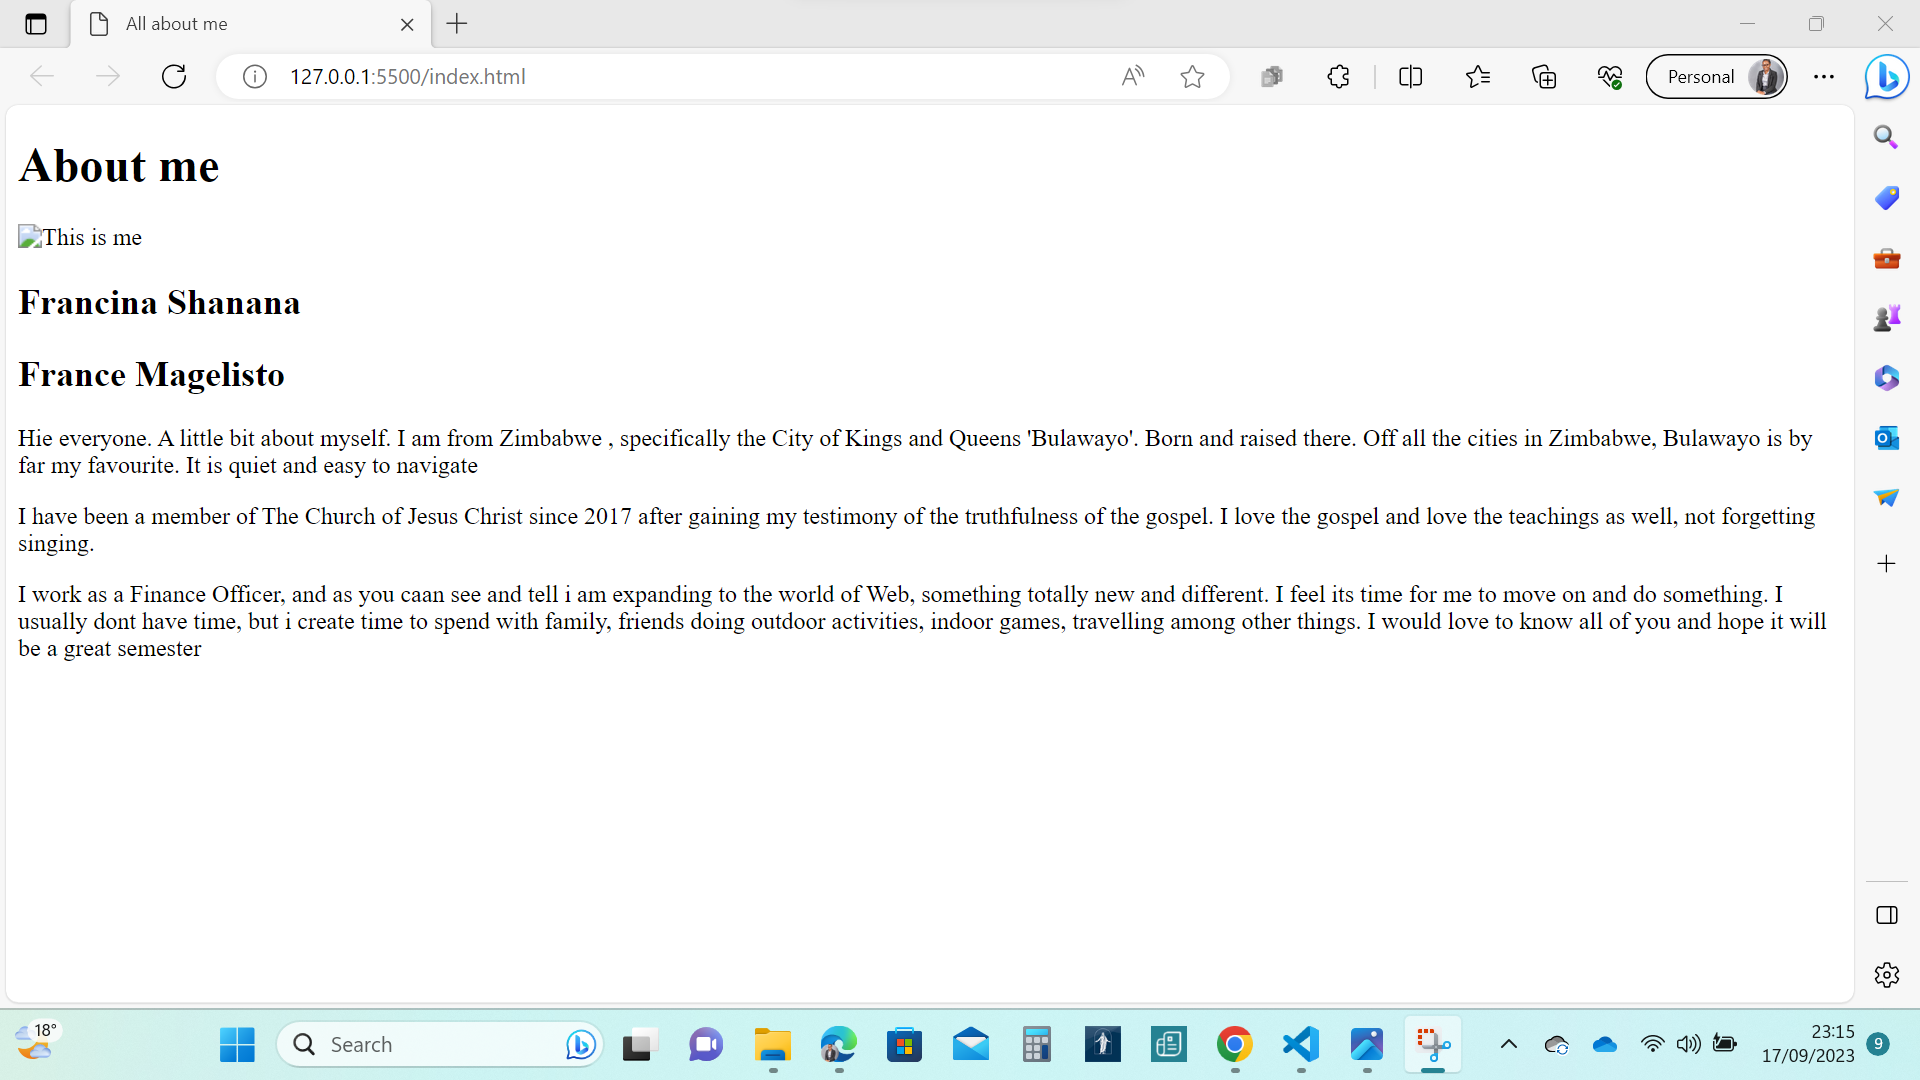 All about me
127.0.0.1:5500/index.html
Personal
About me
This is me
Francina Shanana
France Magelisto
Hie everyone. A little bit about myself. I am from Zimbabwe , specifically the City of Kings and Queens 'Bulawayo'. Born and raised there. Off all the cities in Zimbabwe, Bulawayo is by
far my favourite. It is quiet and easy to navigate
I have been a member of The Church of Jesus Christ since 2017 after gaining my testimony of the truthfulness of the gospel. I love the gospel and love the teachings as well, not forgetting
singing.
I work as a Finance Officer, and as you caan see and tell i am expanding to the world of Web, something totally new and different. I feel its time for me to move on and do something. I
usually dont have time, but i create time to spend with family, friends doing outdoor activities, indoor games, travelling among other things. I would love to know all of you and hope it will
be a great semester
18°
Search
23:15
17/09/2023
9